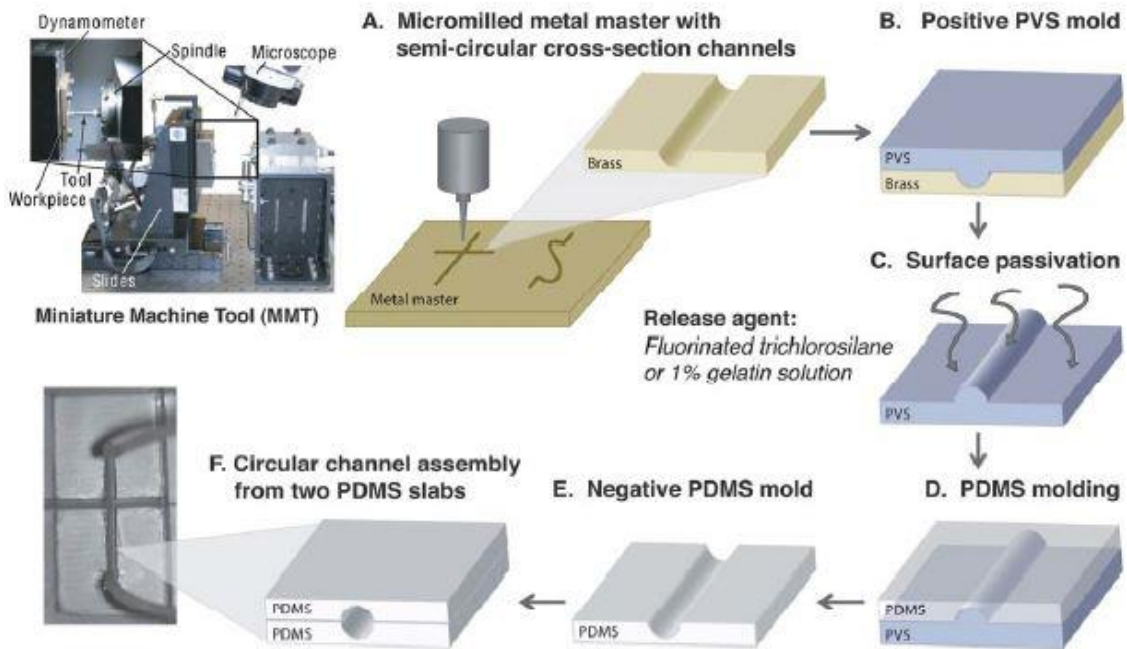 Dynamometer
Spindle
Microscope
Tool
Workpiece
Slides
Miniature Machine Tool (MMT)
A. Micromilled metal master with
semi-circular cross-section channels
Brass
Metal master
B. Positive PVS mold
PVS
Brass
C. Surface passivation
Release agent:
Fluorinated trichlorosilane
or 1% gelatin solution
PVS
D. PDMS molding
PDMS
PVS
E. Negative PDMS mold
PDMS
F. Circular channel assembly
from two PDMS slabs
PDMS
PDMS